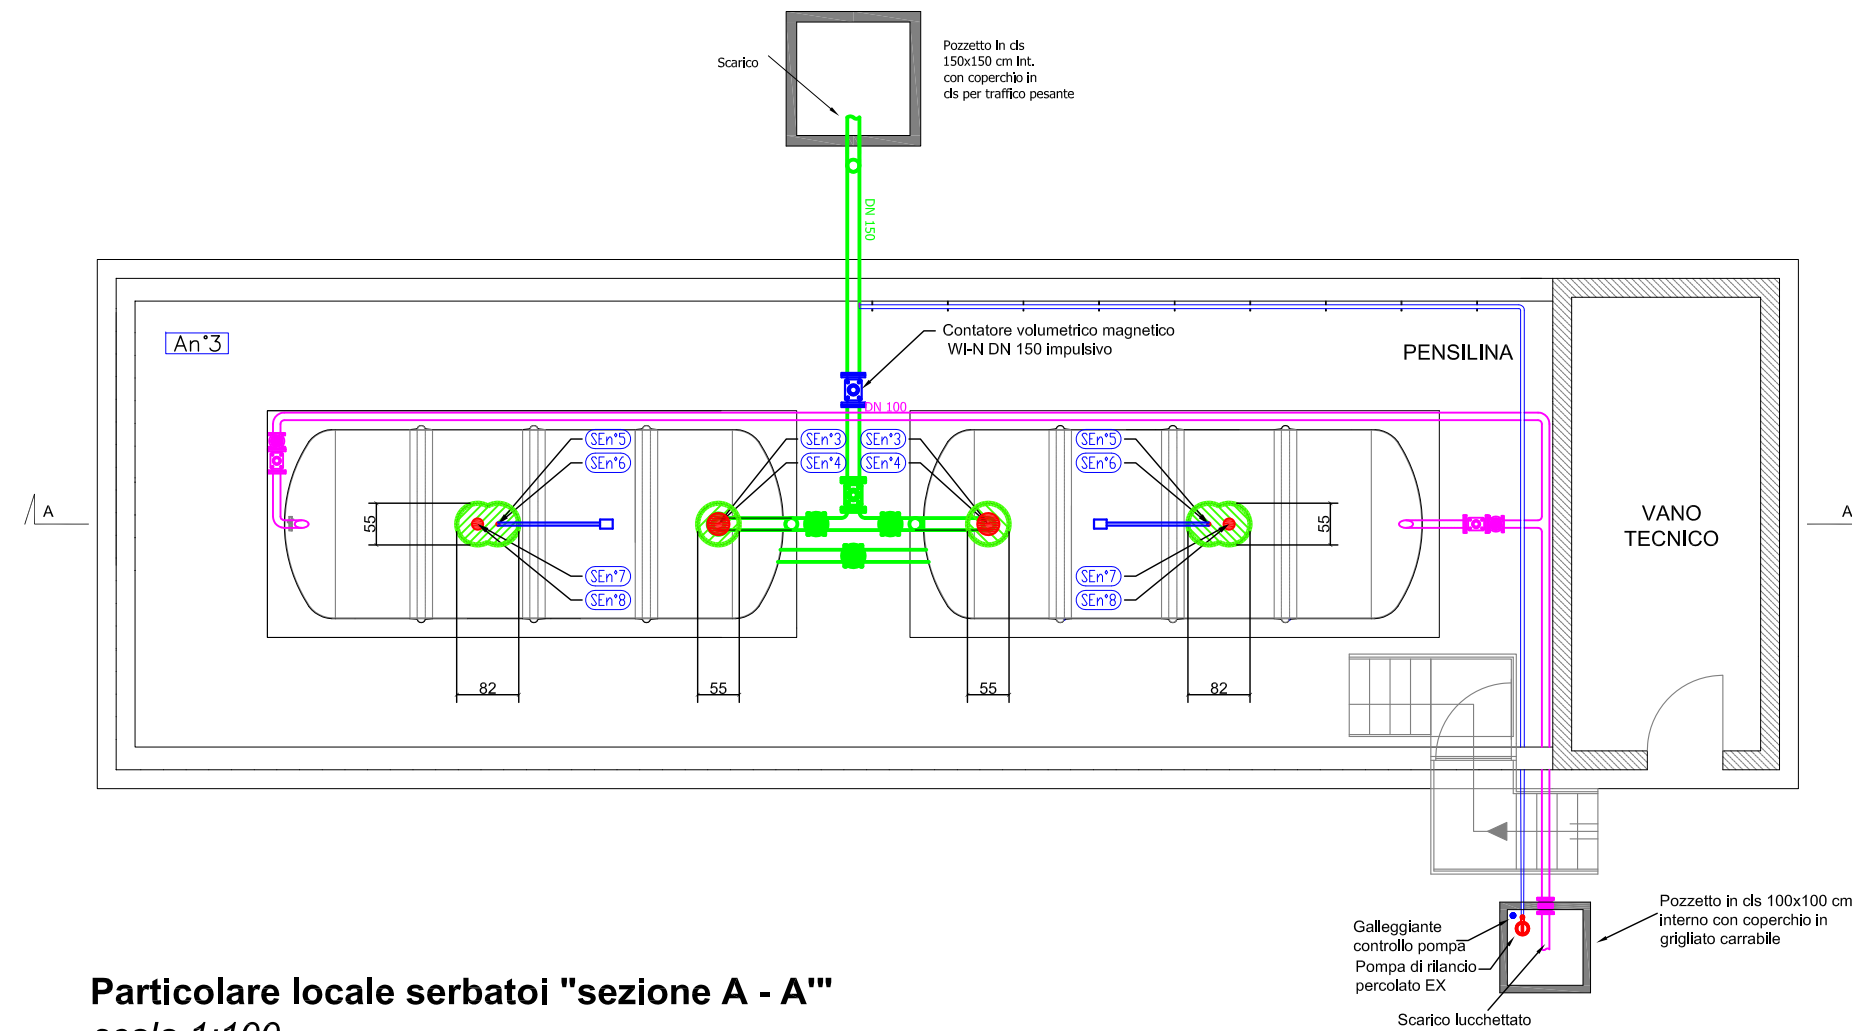 Scarico
Pozzetto In cls
150x150 cm Int.
con coperchio in
cls per traffico pesante
DN 150
An°3
Contatore volumetrico magnetico
WI-N DN 150 impulsivo
PENSILINA
DN 100
SEn°5
SEn°6
SEn°3
SEn°4
SEn°3
SEn°4
SEn°5
SEn°6
A
55
55
VANO
TECNICO
A
SEn°7
SEn°8
SEn°7
SEn°8
82
55
55
82
Pozzetto in cls 100x100 cm
interno con coperchio in
grigliato carrabile
Galleggiante
controllo pompa
Pompa di rilancio
percolato EX
Scarico lucchettato
Particolare locale serbatoi "sezione A - A'"
scala 1:100